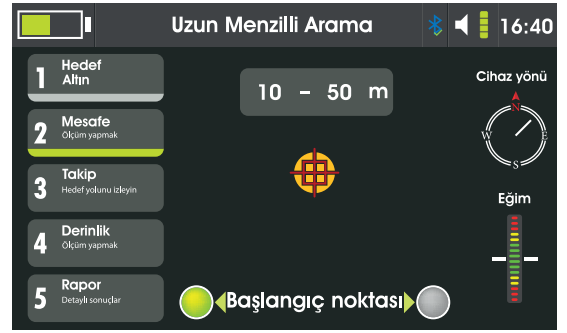 Uzun Menzilli Arama
16:40
1
Hedef
Altın
2
Mesafe
Ölçüm yapmak
3
Takip
Hedef yolunu izleyin
4
Derinlik
Ölçüm yapmak
5
Rapor
Detaylı sonuçlar
10 - 50 m
Başlangıç noktası
Cihaz yönü
N
W
E
S
Eğim